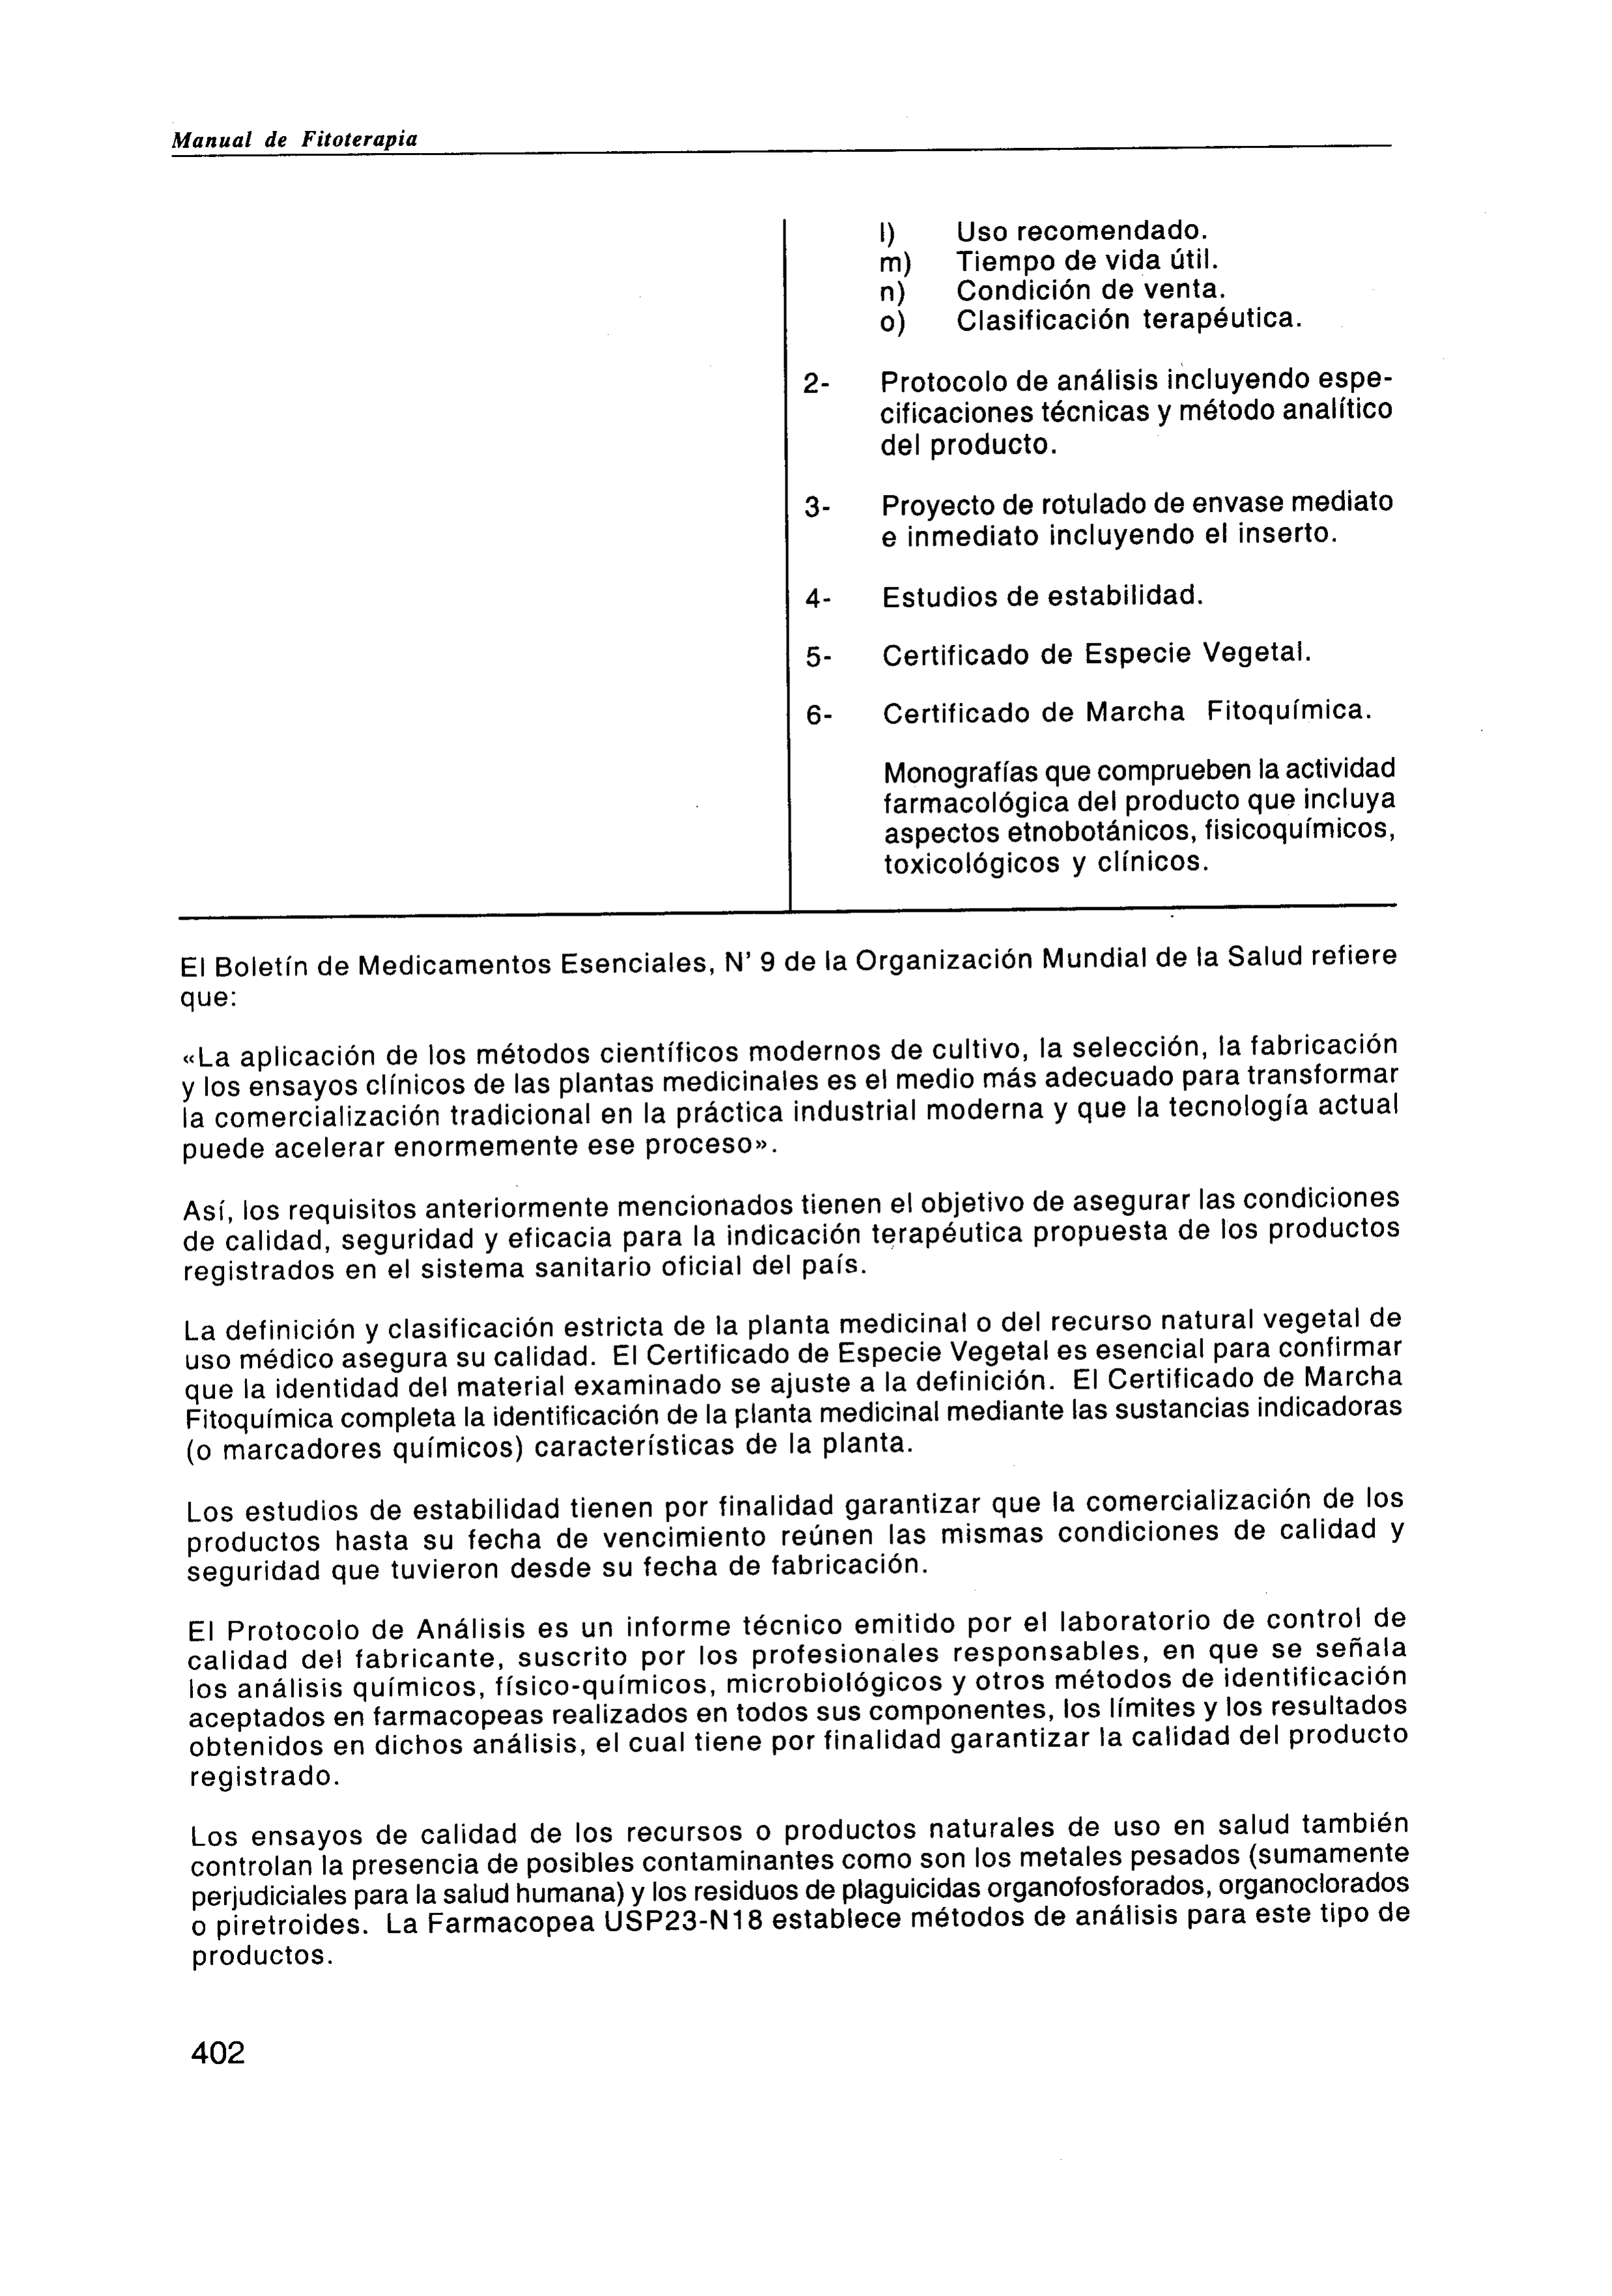 Manual de Fitoterapia
l) Uso recomendado.
m) Tiempo de vida útil.
n) Condición de venta.
o) Clasificación terapéutica.
2- Protocolo de análisis incluyendo espe-
cificaciones técnicas y método analítico
del producto.
3- Proyecto de rotulado de envase mediato
e inmediato incluyendo el inserto.
4- Estudios de estabilidad.
5- Certificado de Especie Vegetal.
6- Certificado de Marcha Fitoquímica.
Monografías que comprueben la actividad
farmacológica del producto que incluya
aspectos etnobotánicos, fisicoquímicos,
toxicológicos y clínicos.
El Boletín de Medicamentos Esenciales, N' 9 de la Organización Mundial de la Salud refiere
que:
«La aplicación de los métodos científicos modernos de cultivo, la selección, la fabricación
y los ensayos clínicos de las plantas medicinales es el medio más adecuado para transformar
la comercialización tradicional en la práctica industrial moderna y que la tecnología actual
puede acelerar enormemente ese proceso».
Así, los requisitos anteriormente mencionados tienen el objetivo de asegurar las condiciones
de calidad, seguridad y eficacia para la indicación terapéutica propuesta de los productos
registrados en el sistema sanitario oficial del país.
La definición y clasificación estricta de la planta medicinal o del recurso natural vegetal de
uso médico asegura su calidad. El Certificado de Especie Vegetal es esencial para confirmar
que la identidad del material examinado se ajuste a la definición. El Certificado de Marcha
Fitoquímica completa la identificación de la planta medicinal mediante las sustancias indicadoras
(o marcadores químicos) características de la planta.
Los estudios de estabilidad tienen por finalidad garantizar que la comercialización de los
productos hasta su fecha de vencimiento reúnen las mismas condiciones de calidad y
seguridad que tuvieron desde su fecha de fabricación.
El Protocolo de Análisis es un informe técnico emitido por el laboratorio de control de
calidad del fabricante, suscrito por los profesionales responsables, en que se señala
los análisis químicos, físico-químicos, microbiológicos y otros métodos de identificación
aceptados en farmacopeas realizados en todos sus componentes, los límites y los resultados
obtenidos en dichos análisis, el cual tiene por finalidad garantizar la calidad del producto
registrado.
Los ensayos de calidad de los recursos o productos naturales de uso en salud también
controlan la presencia de posibles contaminantes como son los metales pesados (sumamente
perjudiciales para la salud humana) y los residuos de plaguicidas organofosforados, organoclorados
o piretroides. La Farmacopea USP23-N18 establece métodos de análisis para este tipo de
productos.
402